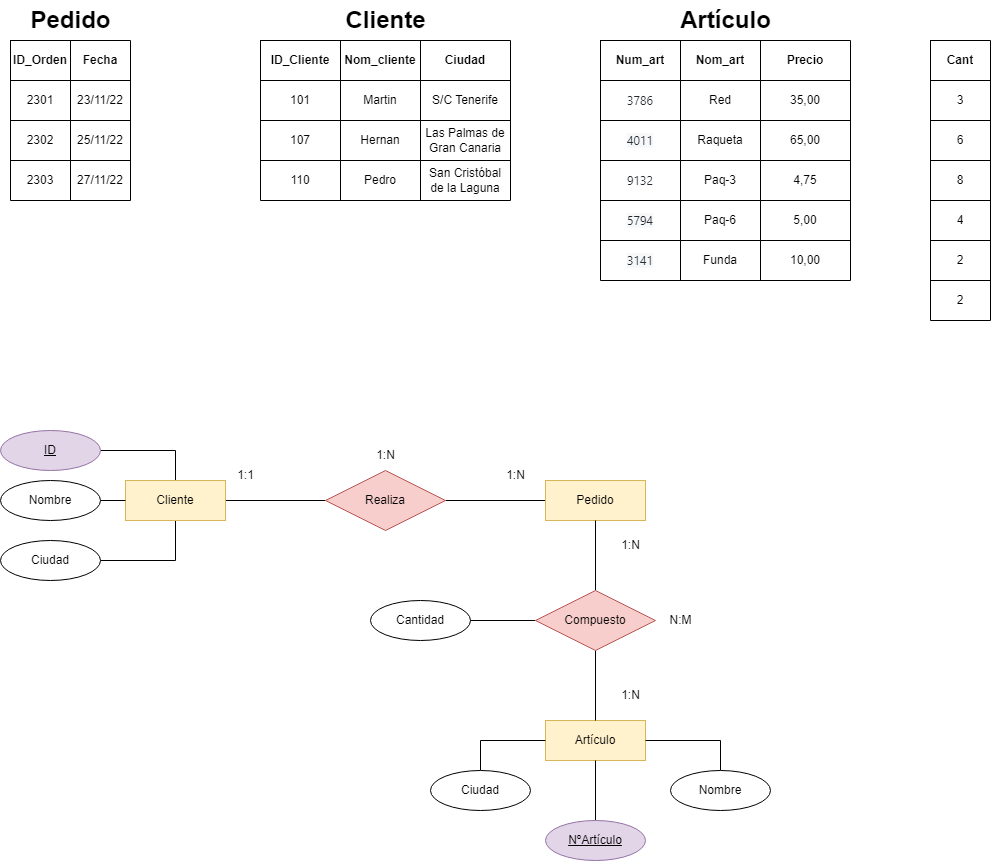 Pedido
Cliente
Artículo
ID_Orden Fecha
2301 23/11/22
2302 25/11/22
2303 27/11/22
ID_Cliente Nom_cliente Ciudad
101 Martin S/C Tenerife
107 Hernan Las Palmas de
Gran Canaria
110 Pedro San Cristóbal
de la Laguna
Num_art Nom_art Precio
3786 Red 35,00
4011 Raqueta 65,00
9132 Paq-3 4,75
5794 Paq-6 5,00
3141 Funda 10,00
Cant
3
6
8
4
2
2
ID
Nombre
Ciudad
Cliente
1:1
1:N
Realiza
1:N
Pedido
1:N
Cantidad
Compuesto
N:M
1:N
Artículo
Ciudad
Nombre
NºArtículo